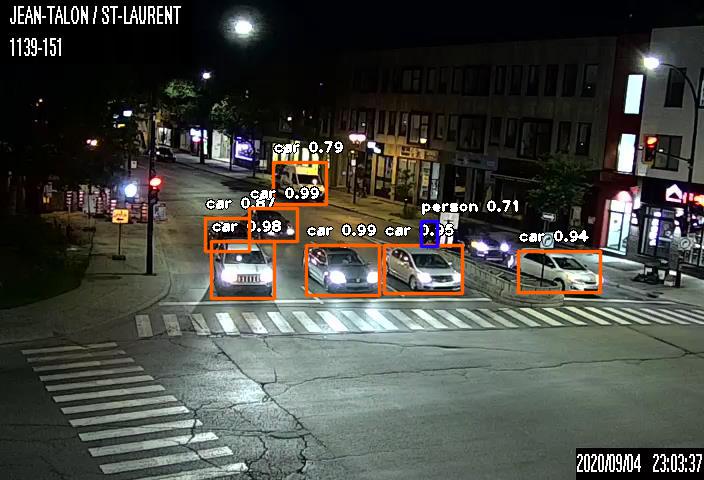 JEAN-TALON / ST-LAURENT
1139-151
car 0.79
car 0.99
car 0.87
person 0.71
car 0.98
car 0.99
car 0.95
car 0.94
2020/09/04 23:03:37